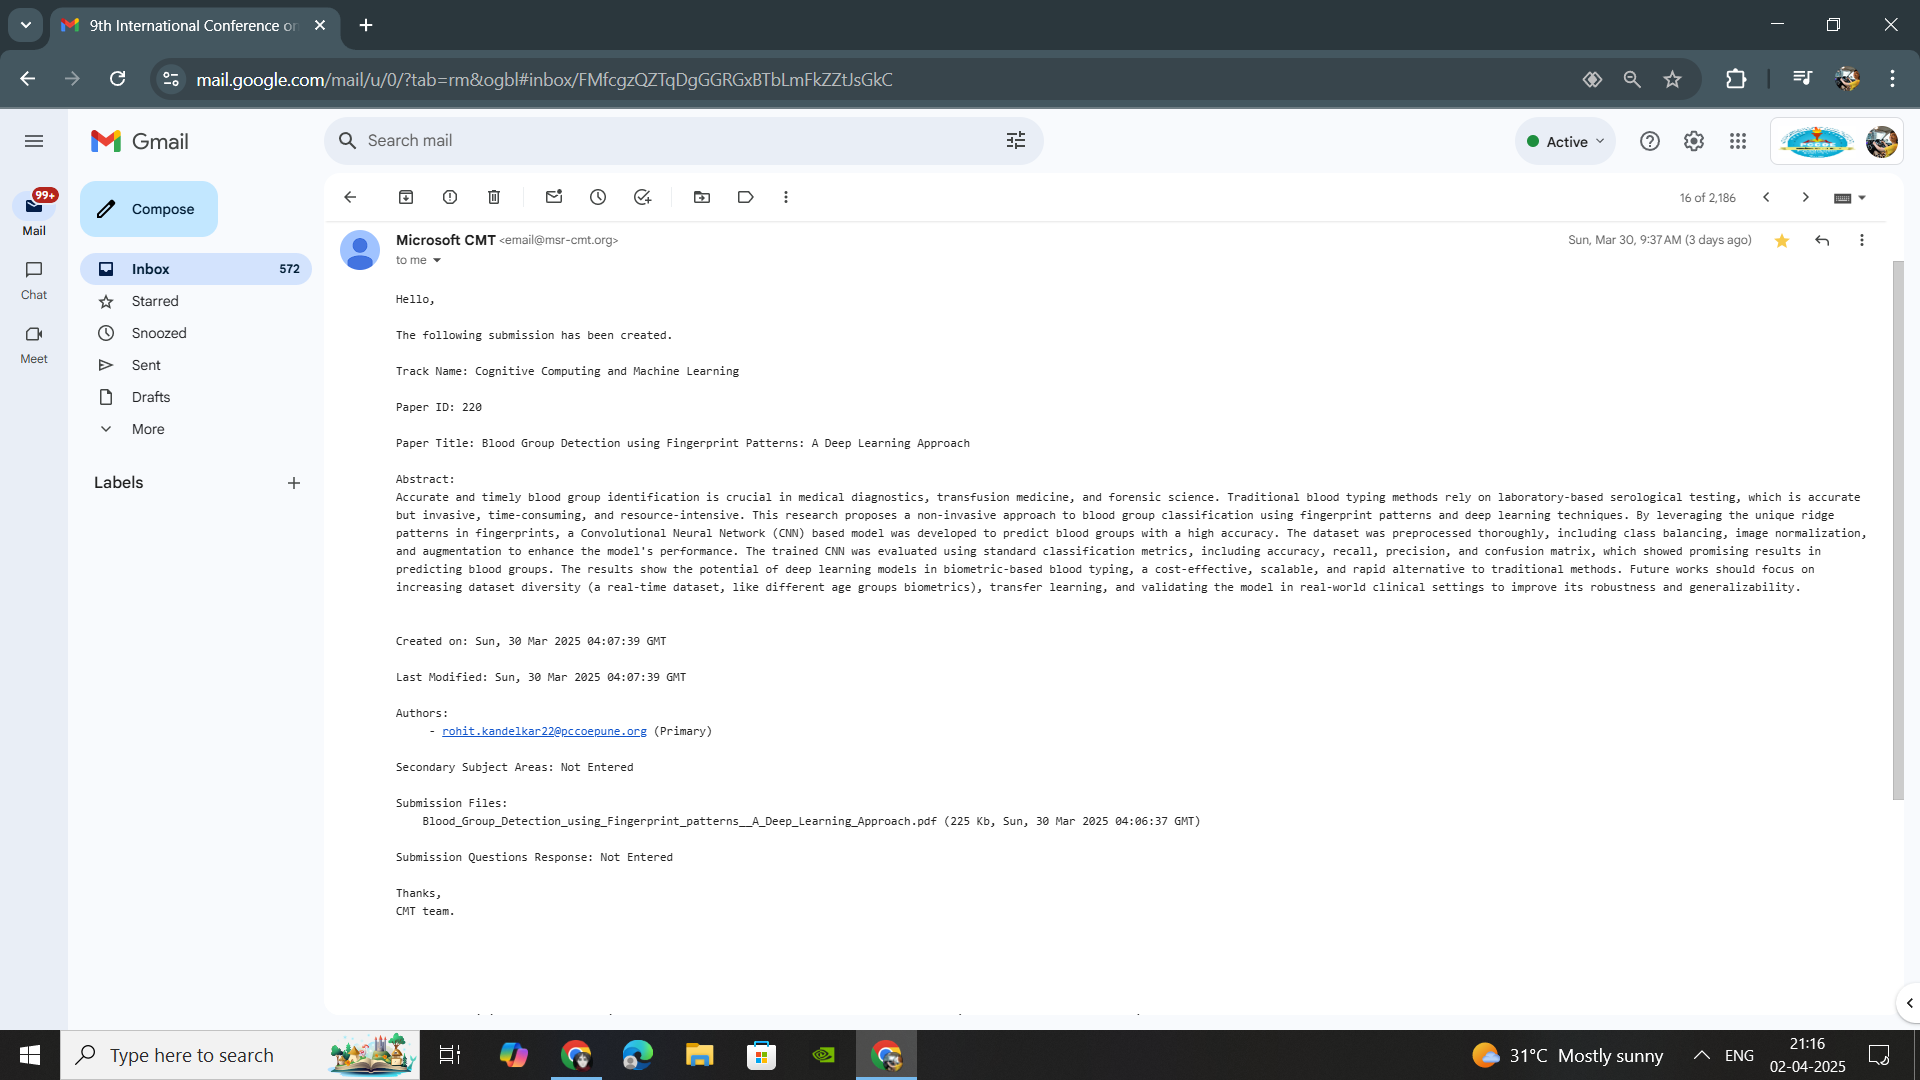 9th International Conference on
mail.google.com/mail/u/0/?tab=rm&ogbl#inbox/FMfcgzQZTqDgGGRGxBTbLmFkZZtJsGkC
Gmail
Search mail
Active
99+
Mail
Compose
16 of 2,186
Microsoft CMT <email@msr-cmt.org>
Sun, Mar 30, 9:37 AM (3 days ago)
to me
Inbox 572
Chat
Starred
Snoozed
Meet
Sent
Drafts
More
Labels
Hello,
The following submission has been created.
Track Name: Cognitive Computing and Machine Learning
Paper ID: 220
Paper Title: Blood Group Detection using Fingerprint Patterns: A Deep Learning Approach
Abstract:
Accurate and timely blood group identification is crucial in medical diagnostics, transfusion medicine, and forensic science. Traditional blood typing methods rely on laboratory-based serological testing, which is accurate
but invasive, time-consuming, and resource-intensive. This research proposes a non-invasive approach to blood group classification using fingerprint patterns and deep learning techniques. By leveraging the unique ridge
patterns in fingerprints, a Convolutional Neural Network (CNN) based model was developed to predict blood groups with a high accuracy. The dataset was preprocessed thoroughly, including class balancing, image normalization,
and augmentation to enhance the model's performance. The trained CNN was evaluated using standard classification metrics, including accuracy, recall, precision, and confusion matrix, which showed promising results in
predicting blood groups. The results show the potential of deep learning models in biometric-based blood typing, a cost-effective, scalable, and rapid alternative to traditional methods. Future works should focus on
increasing dataset diversity (a real-time dataset, like different age groups biometrics), transfer learning, and validating the model in real-world clinical settings to improve its robustness and generalizability.
Created on: Sun, 30 Mar 2025 04:07:39 GMT
Last Modified: Sun, 30 Mar 2025 04:07:39 GMT
Authors:
- rohit.kandelkar22@pccoepune.org (Primary)
Secondary Subject Areas: Not Entered
Submission Files:
Blood_Group_Detection_using_Fingerprint_patterns__A_Deep_Learning_Approach.pdf (225 Kb, Sun, 30 Mar 2025 04:06:37 GMT)
Submission Questions Response: Not Entered
Thanks,
CMT team.
Type here to search
31°C Mostly sunny
ENG
21:16
02-04-2025